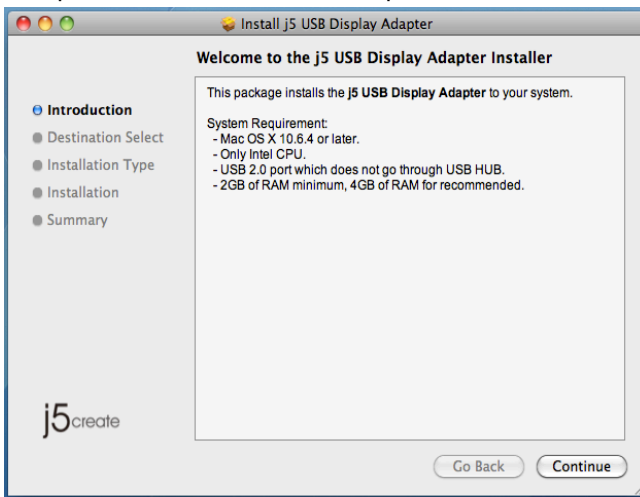 Install j5 USB Display Adapter
Welcome to the j5 USB Display Adapter Installer
Introduction
Destination Select
Installation Type
Installation
Summary
This package installs the j5 USB Display Adapter to your system.
System Requirement:
- Mac OS X 10.6.4 or later.
- Only Intel CPU.
- USB 2.0 port which does not go through USB HUB.
- 2GB of RAM minimum, 4GB of RAM for recommended.
j5create
Go Back
Continue